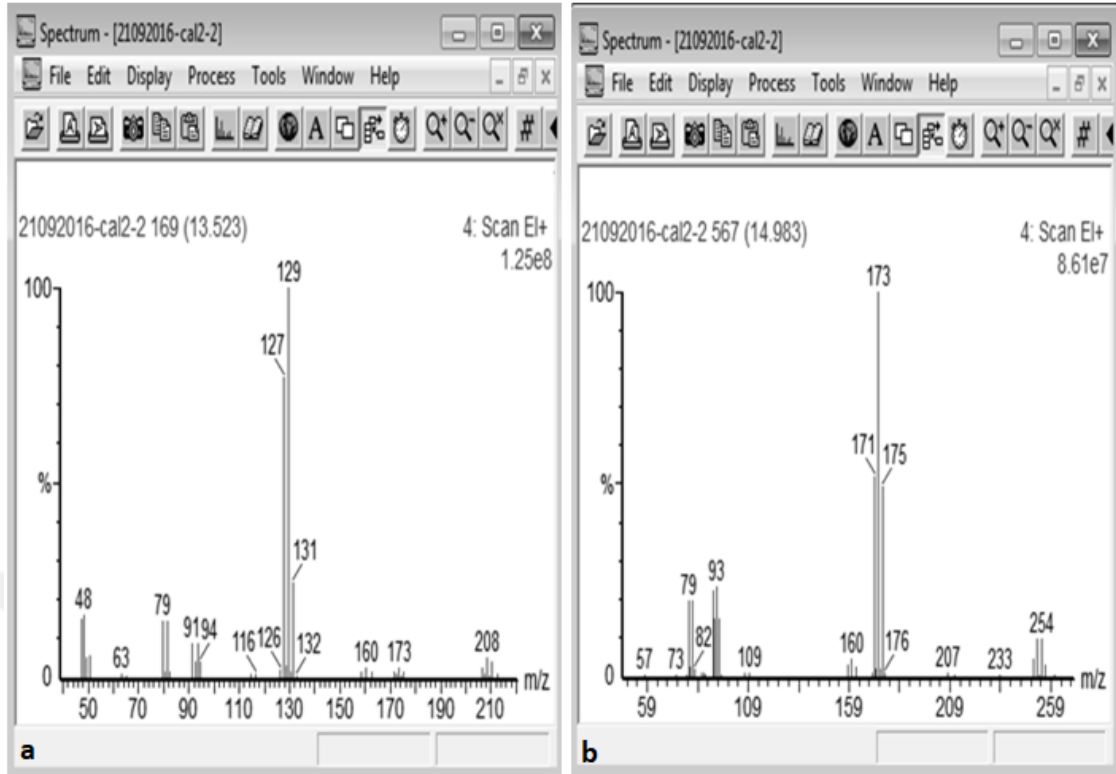 Spectrum - [21092016-cal2-2]
File Edit Display Process Tools Window Help
A #
21092016-cal2-2 169 (13.523)
4: Scan EI+
1.25e8
100
%
0
129
127
131
48
79
91 94
116 126 132
63
160 173
208
m/z
50 70 90 110 130 150 170 190 210
a
Spectrum - [21092016-cal2-2]
File Edit Display Process Tools Window Help
A #
21092016-cal2-2 567 (14.983)
4: Scan EI+
8.61e7
100
%
0
173
171
175
79 93
57 73 82
109
160 176
207 233
254
m/z
59 109 159 209 259
b